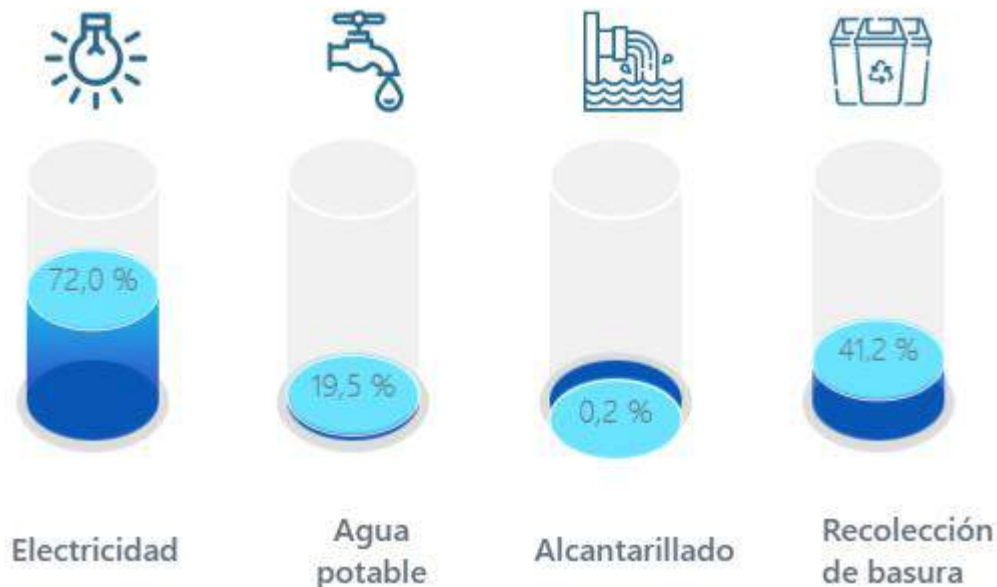 72,0 %
19,5 %
0,2 %
41,2 %
Electricidad
Agua
potable
Alcantarillado
Recolección
de basura